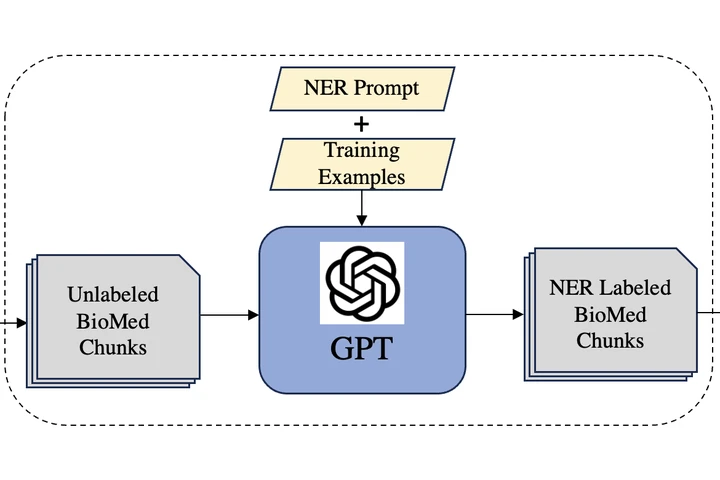 NER Prompt
+
Training
Examples
Unlabeled
BioMed
Chunks
GPT
NER Labeled
BioMed
Chunks